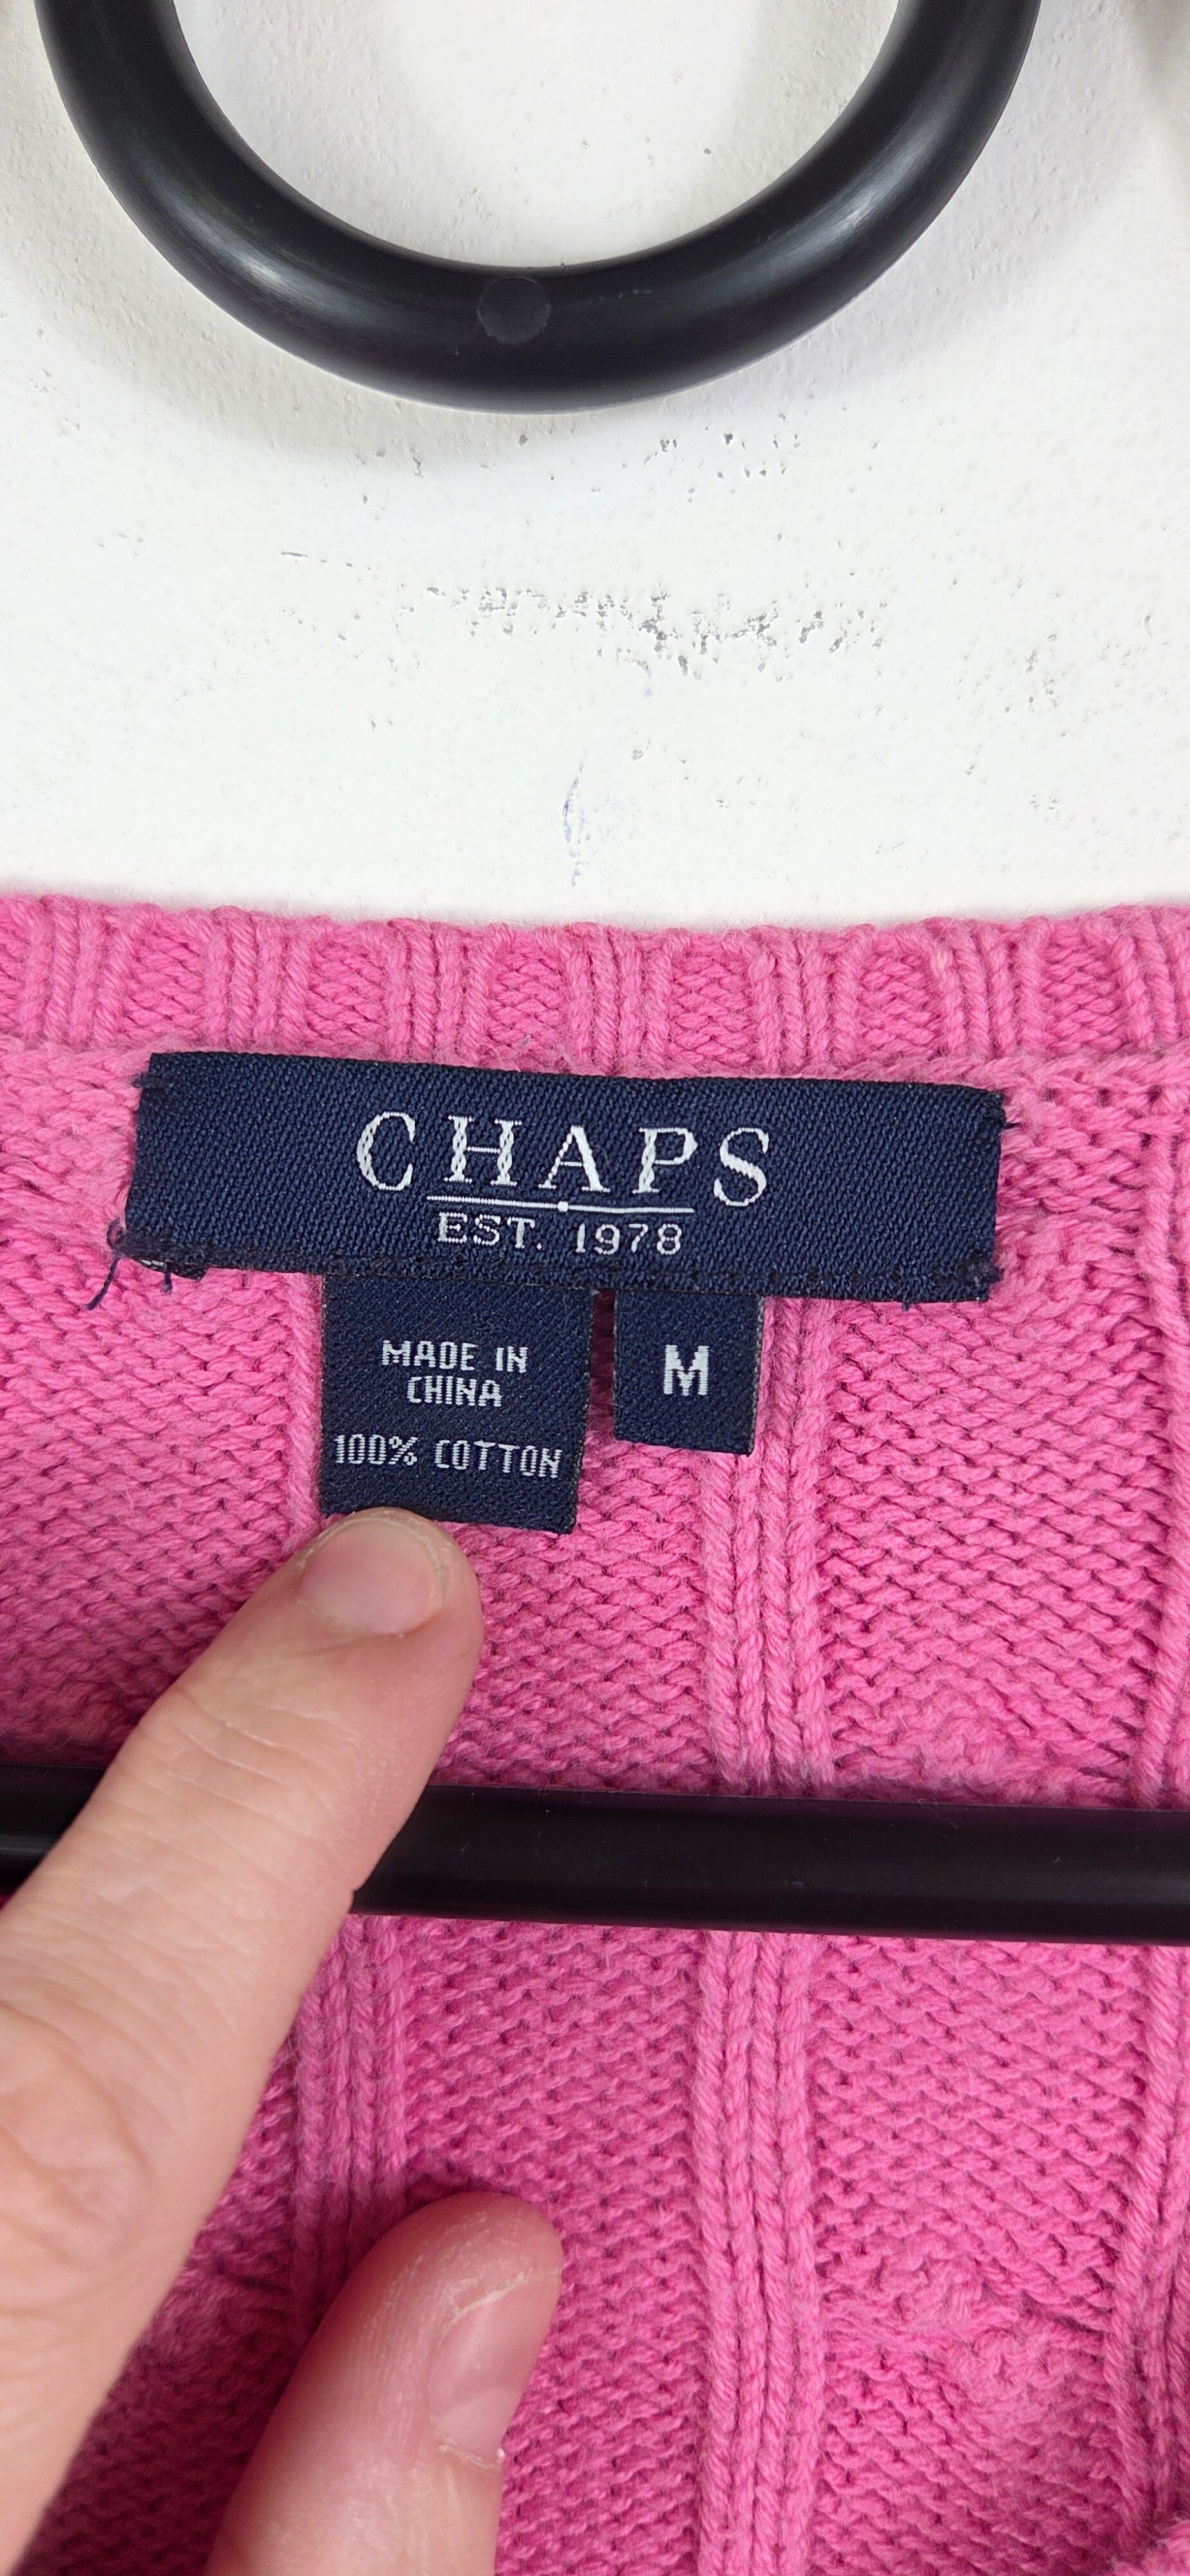 CHAPS
EST. 1978
MADE IN
CHINA
100% COTTON
M